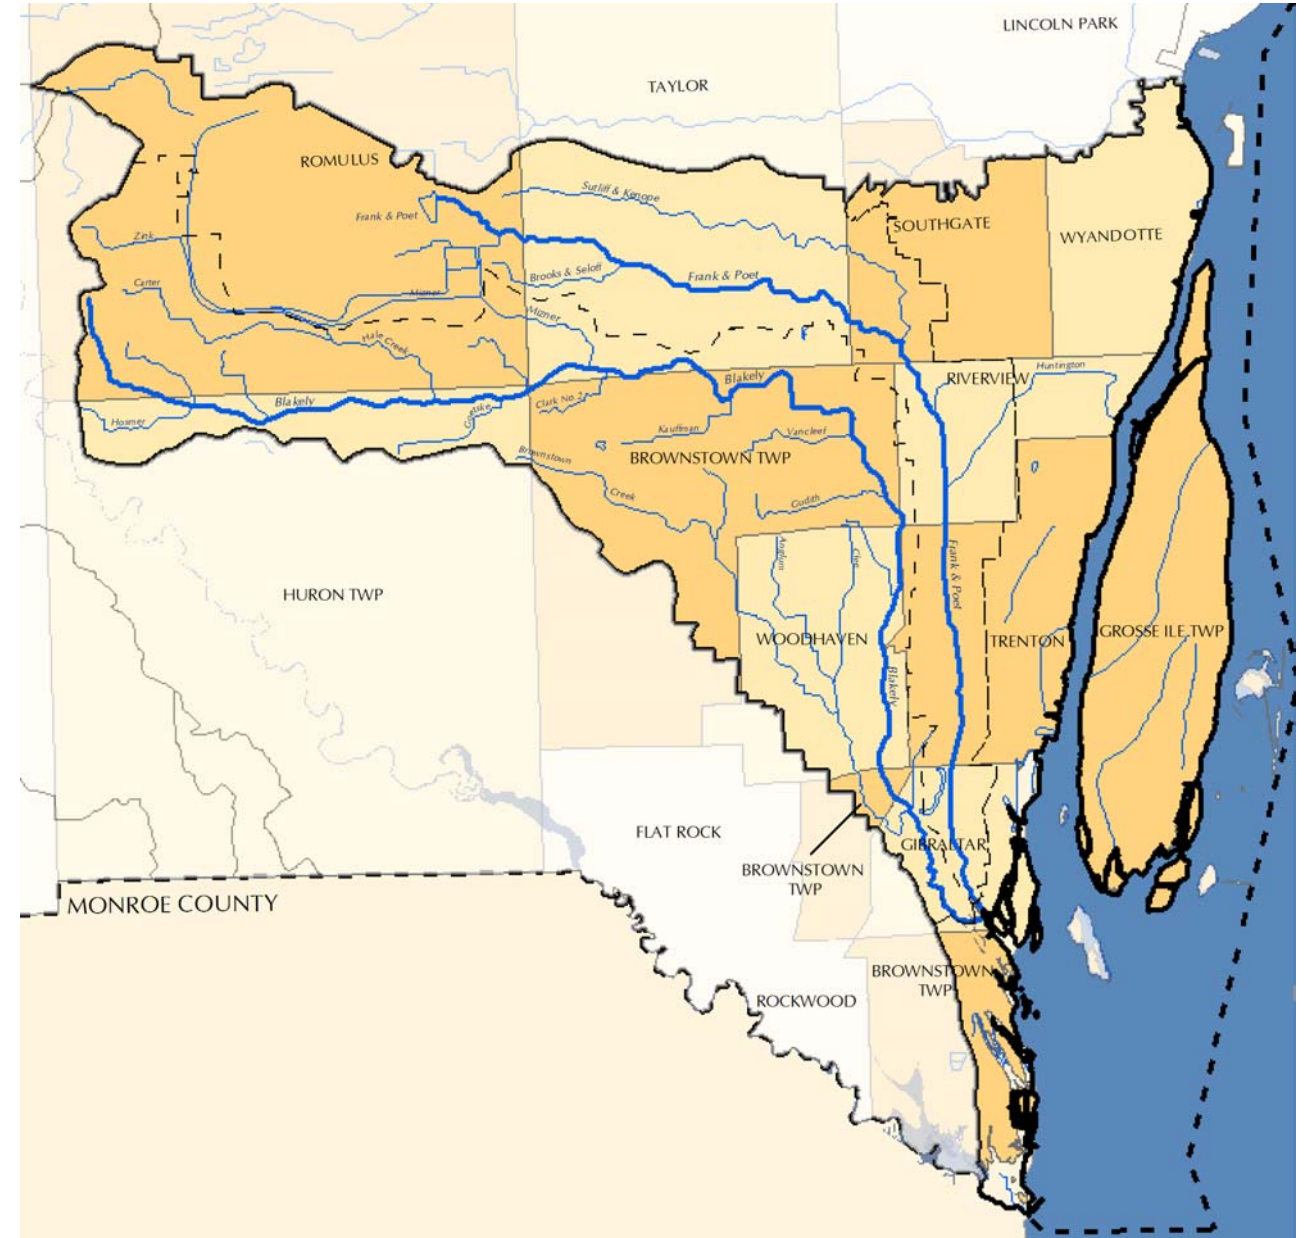 LINCOLN PARK
TAYLOR
ROMULUS
Sutliff & Kenope
Frank & Poet
SOUTHGATE
WYANDOTTE
Zink
Brooks & Seloff
Frank & Poet
Carter
Mizner
Mizner
Hale Creek
RIVERVIEW
Huntington
Blakely
Blakely
Clark No.2
Hosmer
Kauffman
Vancleef
Brownstown
BROWNSTOWN TWP
Creek
Gudith
Clee
Frank & Poet
HURON TWP
WOODHAVEN
TRENTON
GROSSE ILE TWP
Blakely
FLAT ROCK
GIBRALTAR
BROWNSTOWN
TWP
MONROE COUNTY
BROWNSTOWN
TWP
ROCKWOOD